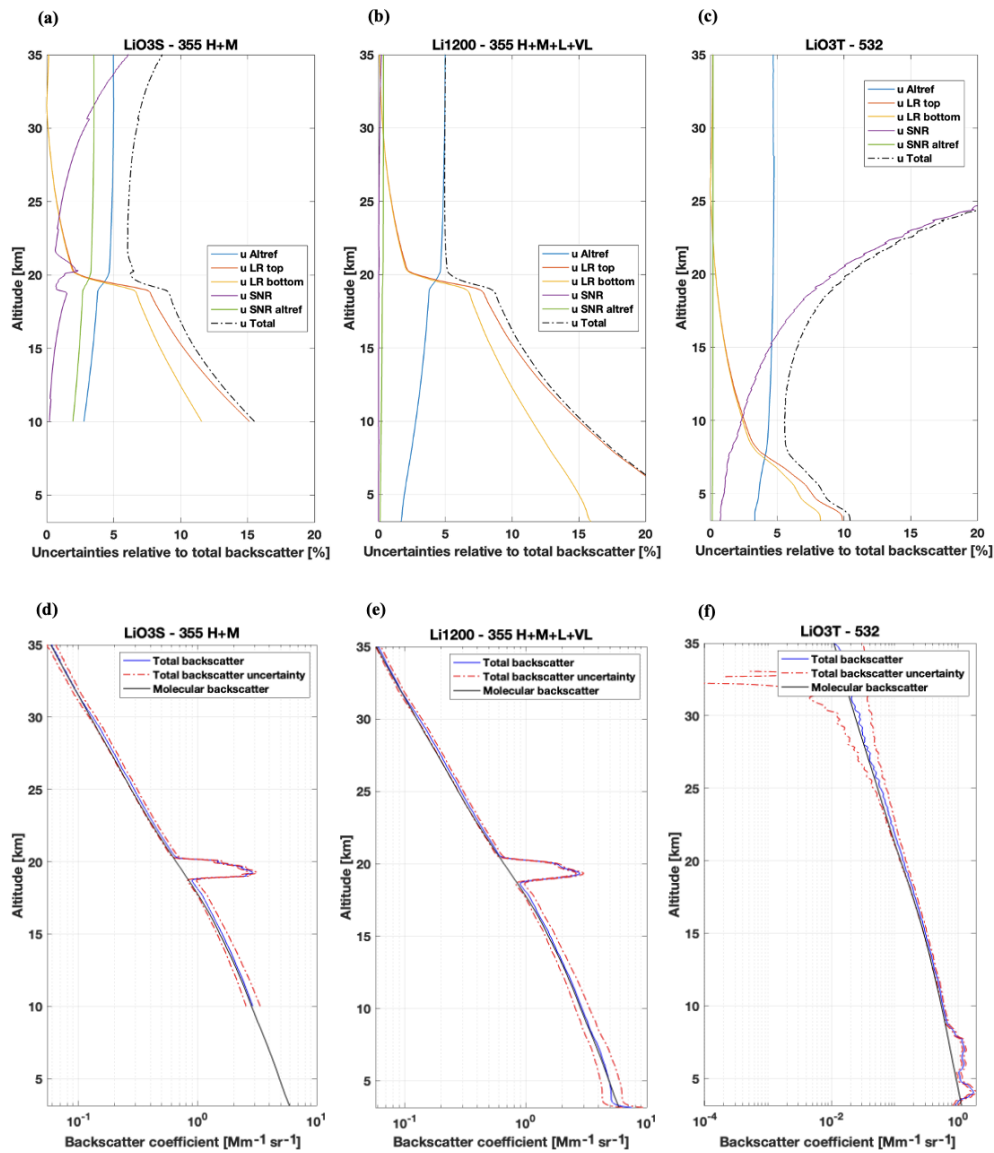 (a)
LiO3S - 355 H+M
35
30
25
20
15
10
5
Altitude [km]
u Altref
u LR top
u LR bottom
u SNR
u SNR altref
u Total
0 5 10 15 20
Uncertainties relative to total backscatter [%]
(b)
Li1200 - 355 H+M+L+VL
35
30
25
20
15
10
5
Altitude [km]
u Altref
u LR top
u LR bottom
u SNR
u SNR altref
u Total
0 5 10 15 20
Uncertainties relative to total backscatter [%]
(c)
LiO3T - 532
35
30
25
20
15
10
5
Altitude [km]
u Altref
u LR top
u LR bottom
u SNR
u SNR altref
u Total
0 5 10 15 20
Uncertainties relative to total backscatter [%]
(d)
LiO3S - 355 H+M
35
30
25
20
15
10
5
Altitude [km]
Total backscatter
Total backscatter uncertainty
Molecular backscatter
10⁻¹ 10⁰ 10¹
Backscatter coefficient [Mm⁻¹ sr⁻¹]
(e)
Li1200 - 355 H+M+L+VL
35
30
25
20
15
10
5
Altitude [km]
Total backscatter
Total backscatter uncertainty
Molecular backscatter
10⁻¹ 10⁰ 10¹
Backscatter coefficient [Mm⁻¹ sr⁻¹]
(f)
LiO3T - 532
35
30
25
20
15
10
5
Altitude [km]
Total backscatter
Total backscatter uncertainty
Molecular backscatter
10⁻⁴ 10⁻² 10⁰
Backscatter coefficient [Mm⁻¹ sr⁻¹]